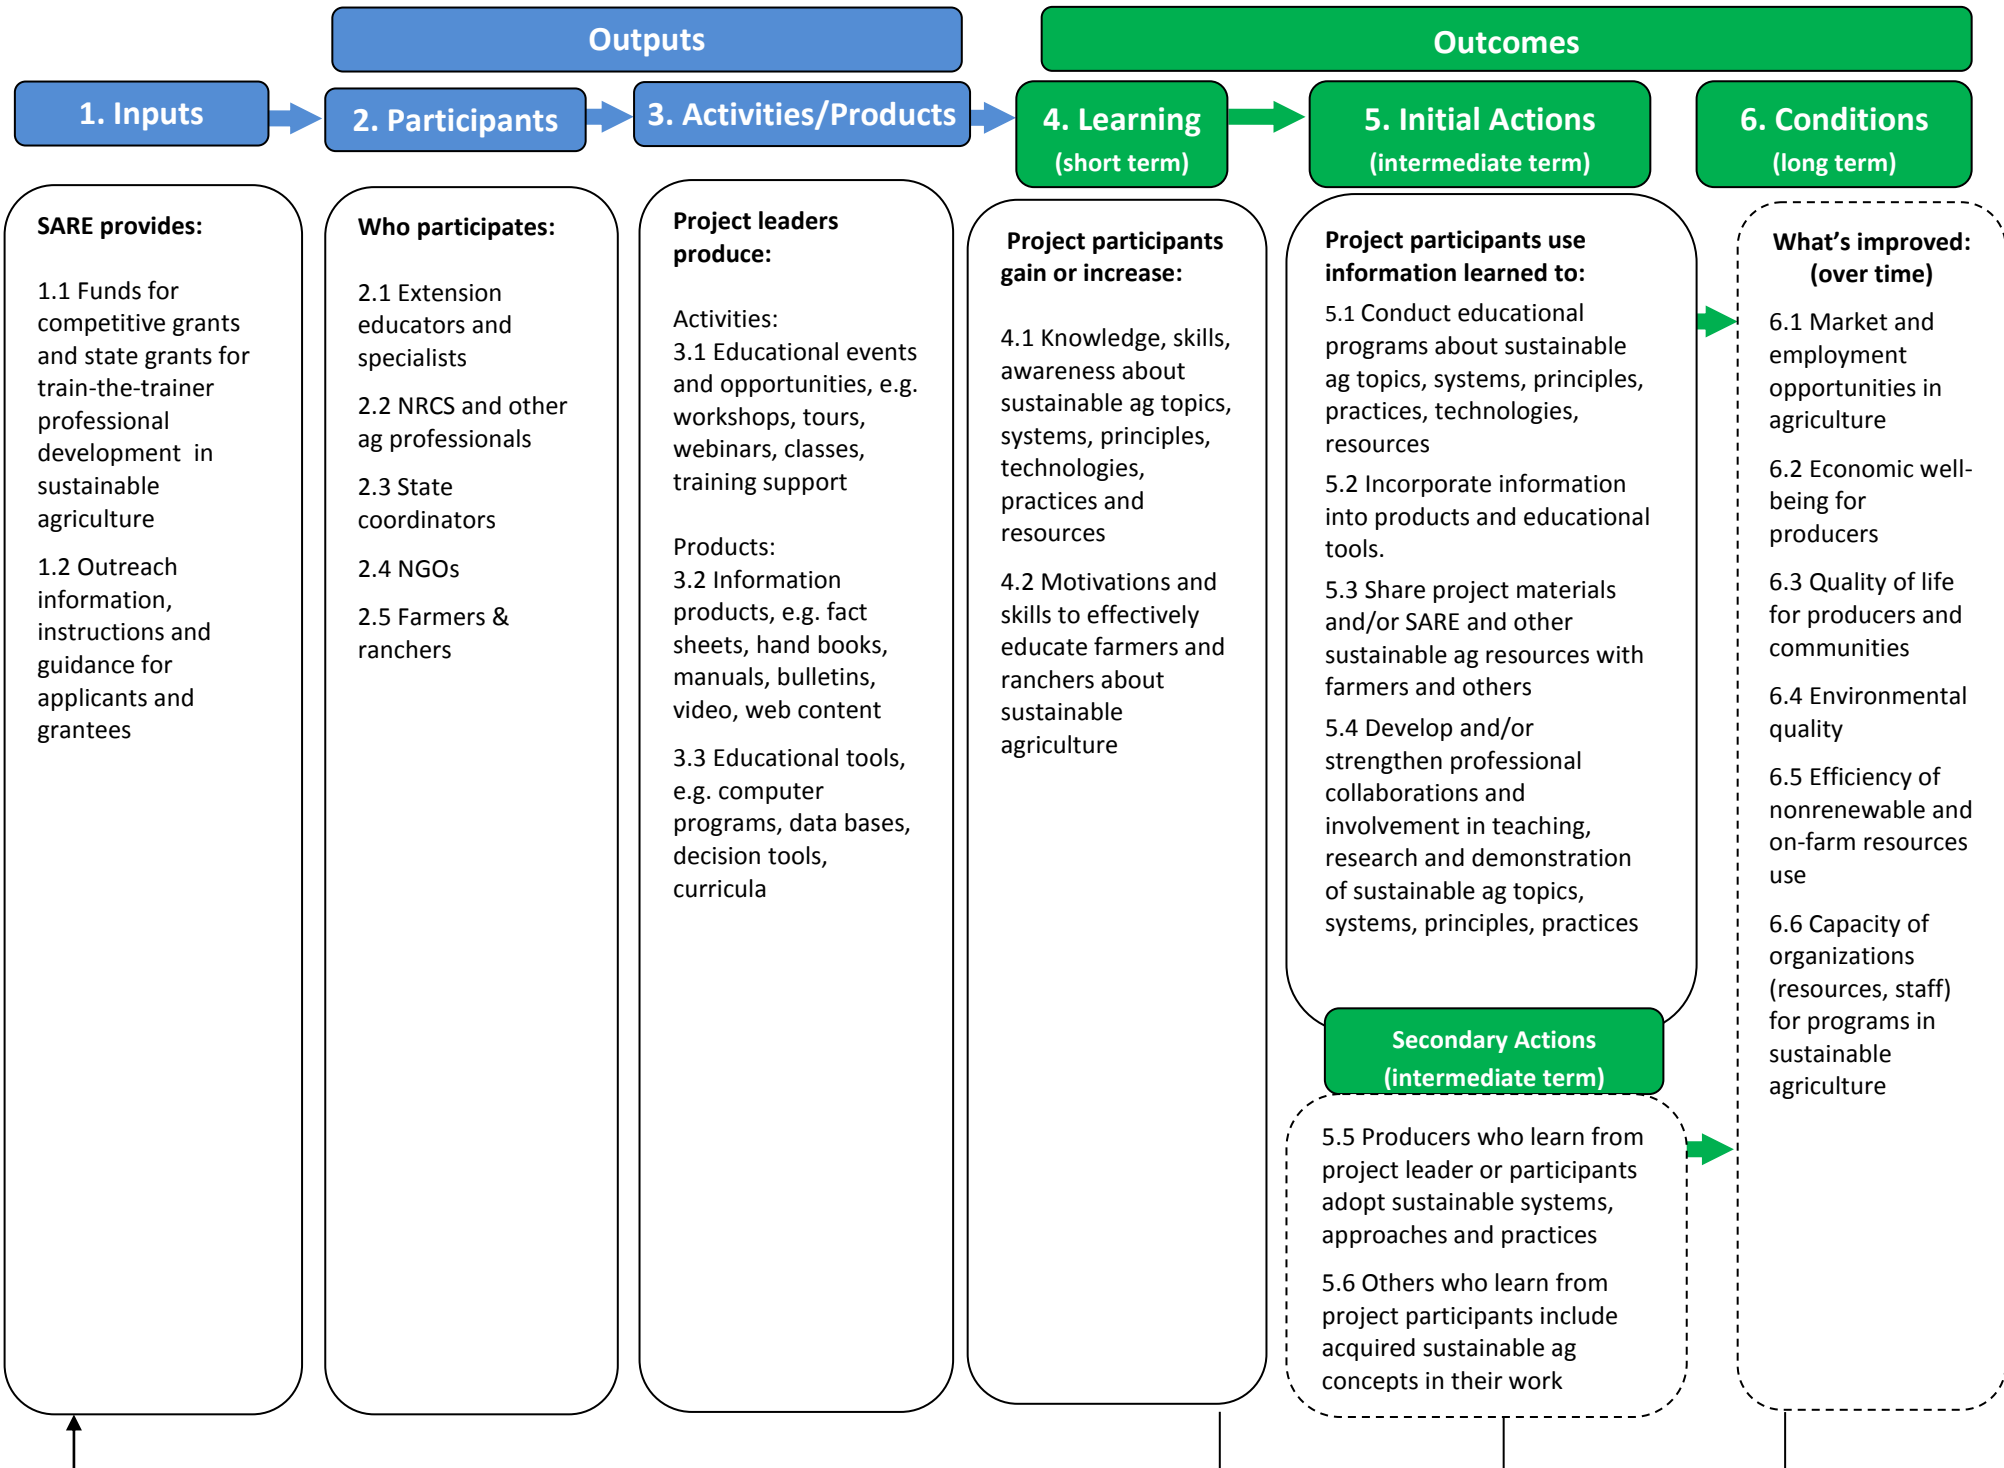 Outputs
Outcomes
1. Inputs
2. Participants
3. Activities/Products
4. Learning
(short term)
5. Initial Actions
(intermediate term)
6. Conditions
(long term)
SARE provides:
1.1 Funds for
competitive grants
and state grants for
train-the-trainer
professional
development in
sustainable
agriculture
1.2 Outreach
information,
instructions and
guidance for
applicants and
grantees
Who participates:
2.1 Extension
educators and
specialists
2.2 NRCS and other
ag professionals
2.3 State
coordinators
2.4 NGOs
2.5 Farmers &
ranchers
Project leaders
produce:
Activities:
3.1 Educational events
and opportunities, e.g.
workshops, tours,
webinars, classes,
training support
Products:
3.2 Information
products, e.g. fact
sheets, hand books,
manuals, bulletins,
video, web content
3.3 Educational tools,
e.g. computer
programs, data bases,
decision tools,
curricula
Project participants
gain or increase:
4.1 Knowledge, skills,
awareness about
sustainable ag topics,
systems, principles,
technologies,
practices and
resources
4.2 Motivations and
skills to effectively
educate farmers and
ranchers about
sustainable
agriculture
Project participants use
information learned to:
5.1 Conduct educational
programs about sustainable
ag topics, systems, principles,
practices, technologies,
resources
5.2 Incorporate information
into products and educational
tools.
5.3 Share project materials
and/or SARE and other
sustainable ag resources with
farmers and others
5.4 Develop and/or
strengthen professional
collaborations and
involvement in teaching,
research and demonstration
of sustainable ag topics,
systems, principles, practices
Secondary Actions
(intermediate term)
5.5 Producers who learn from
project leader or participants
adopt sustainable systems,
approaches and practices
5.6 Others who learn from
project participants include
acquired sustainable ag
concepts in their work
What's improved:
(over time)
6.1 Market and
employment
opportunities in
agriculture
6.2 Economic well-
being for
producers
6.3 Quality of life
for producers and
communities
6.4 Environmental
quality
6.5 Efficiency of
nonrenewable and
on-farm resources
use
6.6 Capacity of
organizations
(resources, staff)
for programs in
sustainable
agriculture